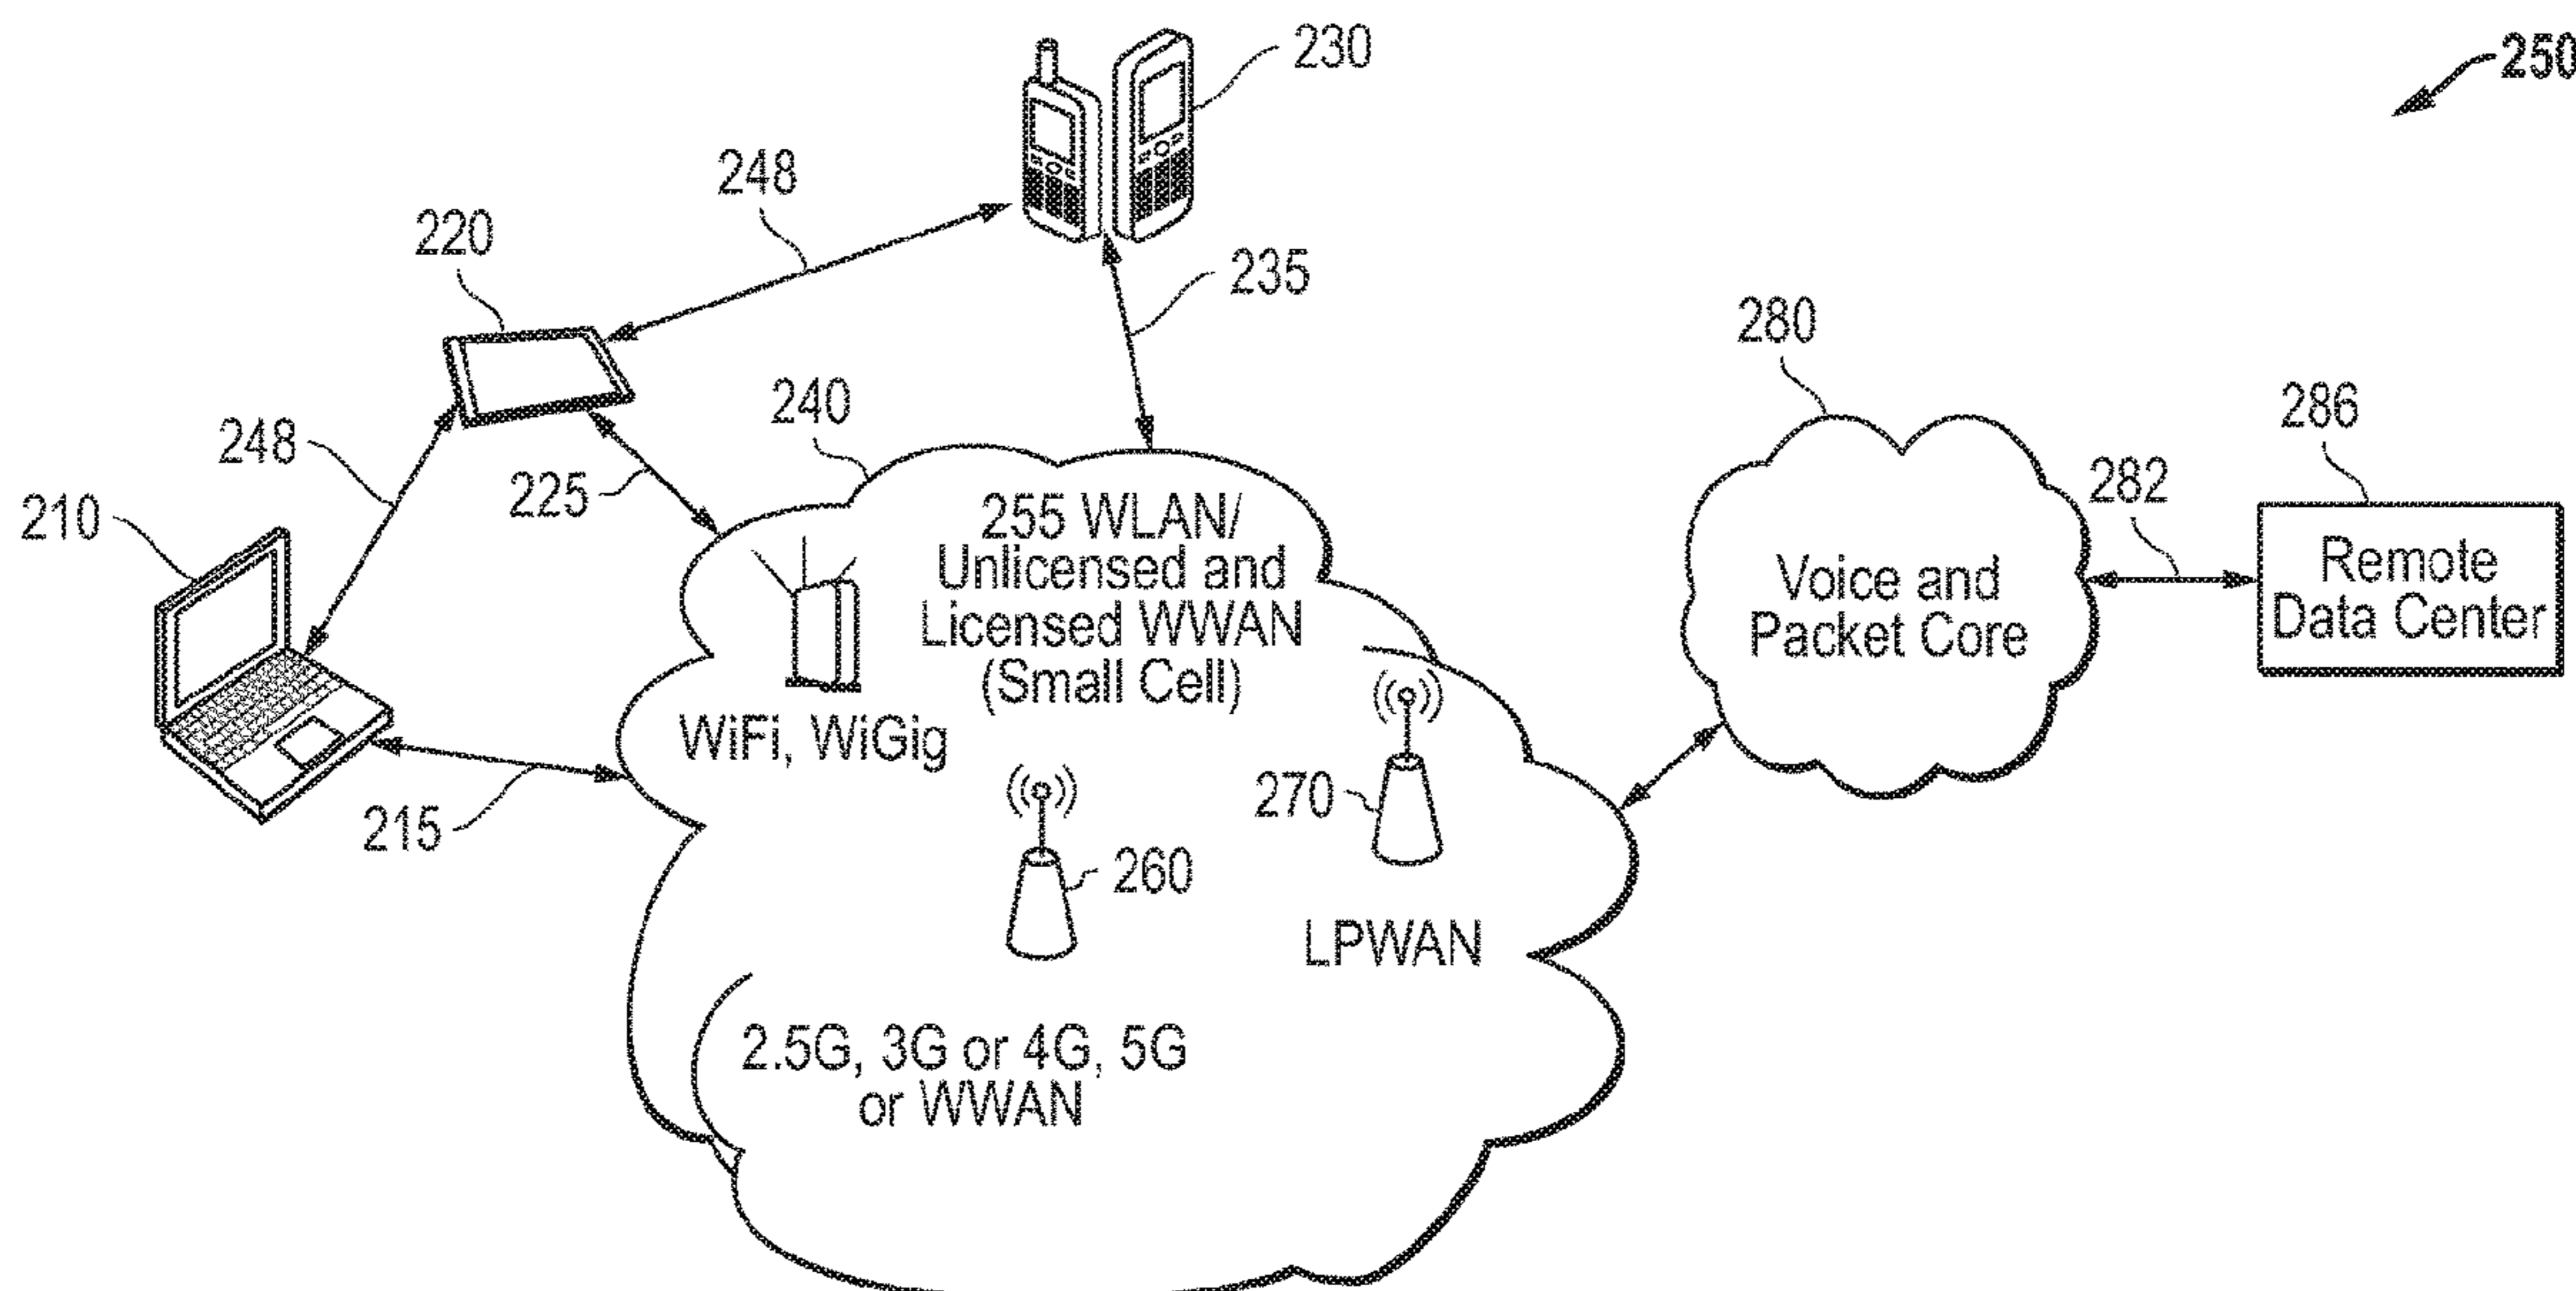 230
250
248
220
235
280
240
286
248
282
225
210
255 WLAN/
Unlicensed and
Licensed WWAN
(Small Cell)
Voice and
Packet Core
Remote
Data Center
WiFi, WiGig
270
215
260
LPWAN
2.5G, 3G or 4G, 5G
or WWAN